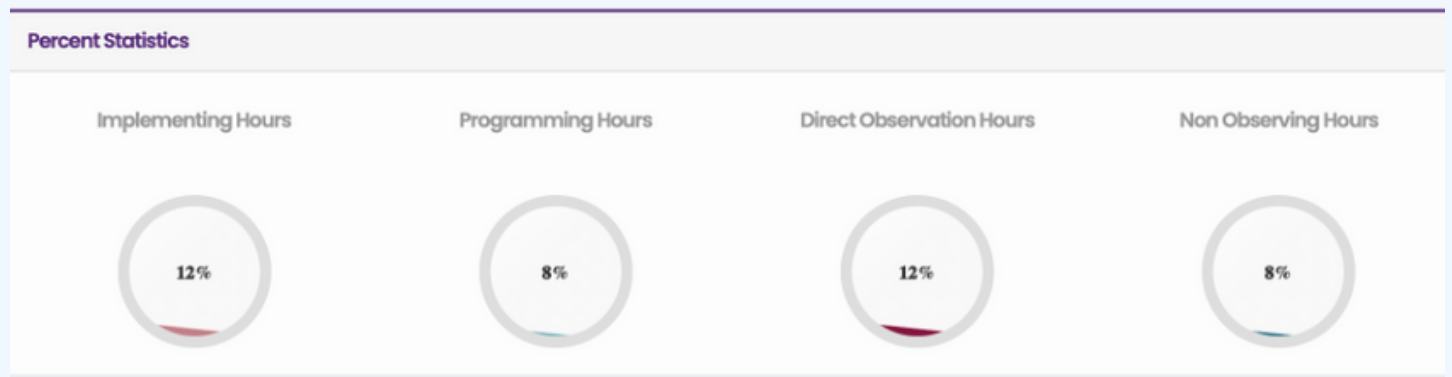 Percent Statistics
Implementing Hours Programming Hours Direct Observation Hours Non Observing Hours
12% 8% 12% 8%